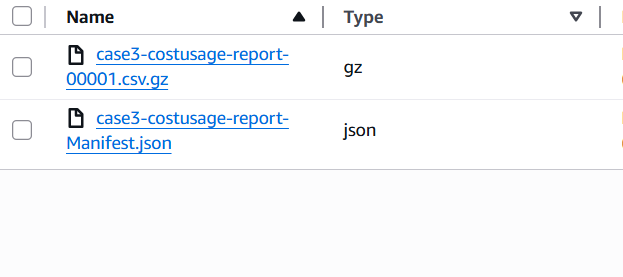 Name Type
case3-costusage-report-
00001.csv.gz
gz
case3-costusage-report-
Manifest.json
json